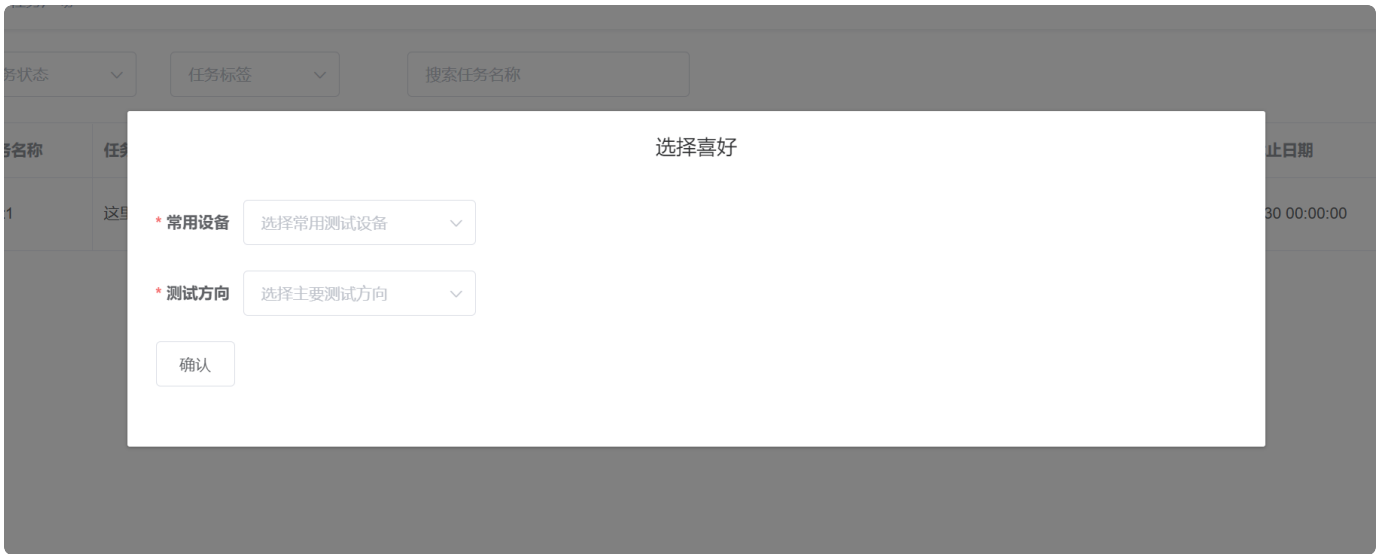 务状态
任务标签
搜索任务名称
名称
任务
选择喜好
止日期
1
这里
30 00:00:00
* 常用设备
选择常用测试设备
* 测试方向
选择主要测试方向
确认